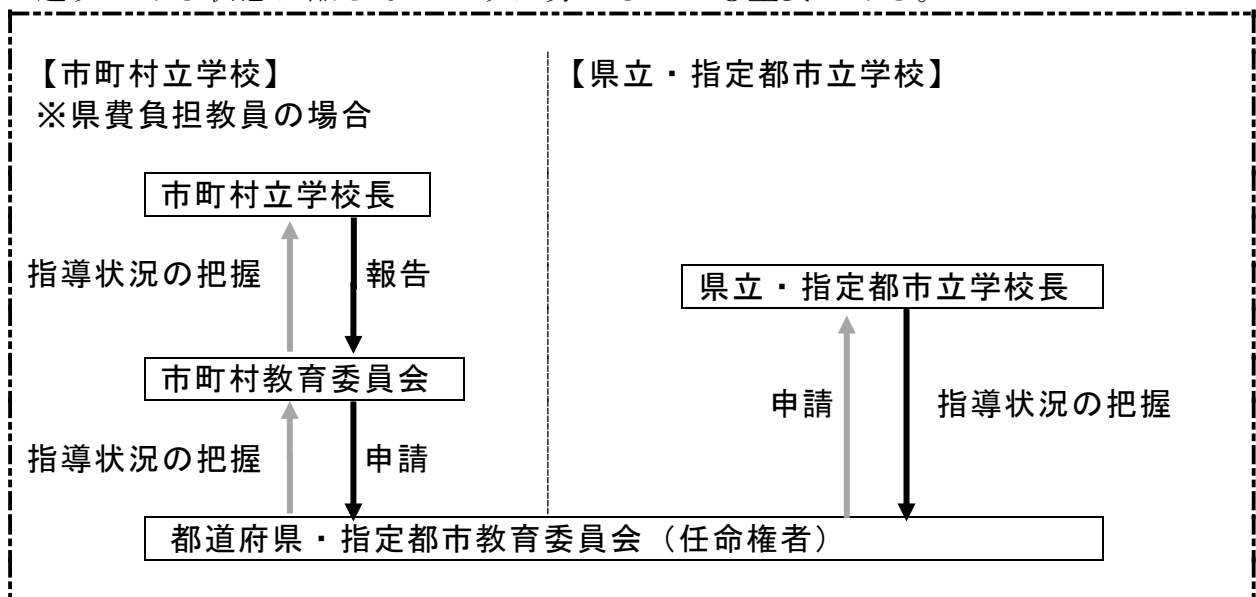 【市町村立学校】
※県費負担教員の場合
市町村立学校長
指導状況の把握
報告
市町村教育委員会
指導状況の把握
申請
【県立・指定都市立学校】
県立・指定都市立学校長
申請
指導状況の把握
都道府県・指定都市教育委員会（任命権者）